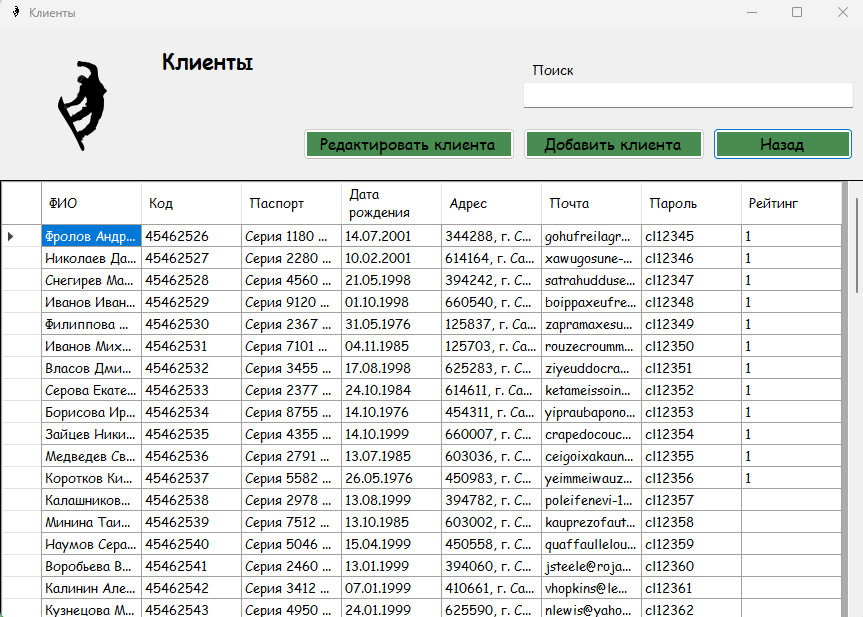 Клиенты
Клиенты
Поиск
Редактировать клиента Добавить клиента Назад
ФИО Код Паспорт Дата рождения Адрес Почта Пароль Рейтинг
Фролов Андр... 45462526 Серия 1180 ... 14.07.2001 344288, г. С... gohufreilagr... cl12345 1
Николаев Да... 45462527 Серия 2280 ... 10.02.2001 614164, г. Са... xawugosune-... cl12346 1
Снегирев Ма... 45462528 Серия 4560 ... 21.05.1998 394242, г. С... satrahudduse... cl12347 1
Иванов Иван... 45462529 Серия 9120 ... 01.10.1998 660540, г. С... boippaxeufre... cl12348 1
Филиппова ... 45462530 Серия 2367 ... 31.05.1976 125837, г. Са... zapramaxesu... cl12349 1
Иванов Мих... 45462531 Серия 7101 ... 04.11.1985 125703, г. Са... rouzecroumm... cl12350 1
Власов Дми... 45462532 Серия 3455 ... 17.08.1998 625283, г. С... ziyeuddocra... cl12351 1
Серова Екате... 45462533 Серия 2377 ... 24.10.1984 614611, г. Са... ketameissoin... cl12352 1
Борисова Ир... 45462534 Серия 8755 ... 14.10.1976 454311, г. Са... yipraubapono... cl12353 1
Зайцев Ники... 45462535 Серия 4355 ... 14.10.1999 660007, г. С... crapedocouc... cl12354 1
Медведев Св... 45462536 Серия 2791 ... 13.07.1985 603036, г. С... ceigoixakaun... cl12355 1
Коротков Ки... 45462537 Серия 5582 ... 26.05.1976 450983, г. С... yeimmeiwauz... cl12356 1
Калашников... 45462538 Серия 2978 ... 13.08.1999 394782, г. С... poleifenevi-1... cl12357
Минина Таи... 45462539 Серия 7512 ... 13.10.1985 603002, г. С... kauprezofaut... cl12358
Наумов Сера... 45462540 Серия 5046 ... 15.04.1999 450558, г. С... quaffaullelou... cl12359
Воробьева В... 45462541 Серия 2460 ... 13.01.1999 394060, г. С... jsteele@roja... cl12360
Калинин Але... 45462542 Серия 3412 ... 07.01.1999 410661, г. Са... vhopkins@le... cl12361
Кузнецова М... 45462543 Серия 4950 ... 24.01.1999 625590, г. С... nlewis@yaho... cl12362